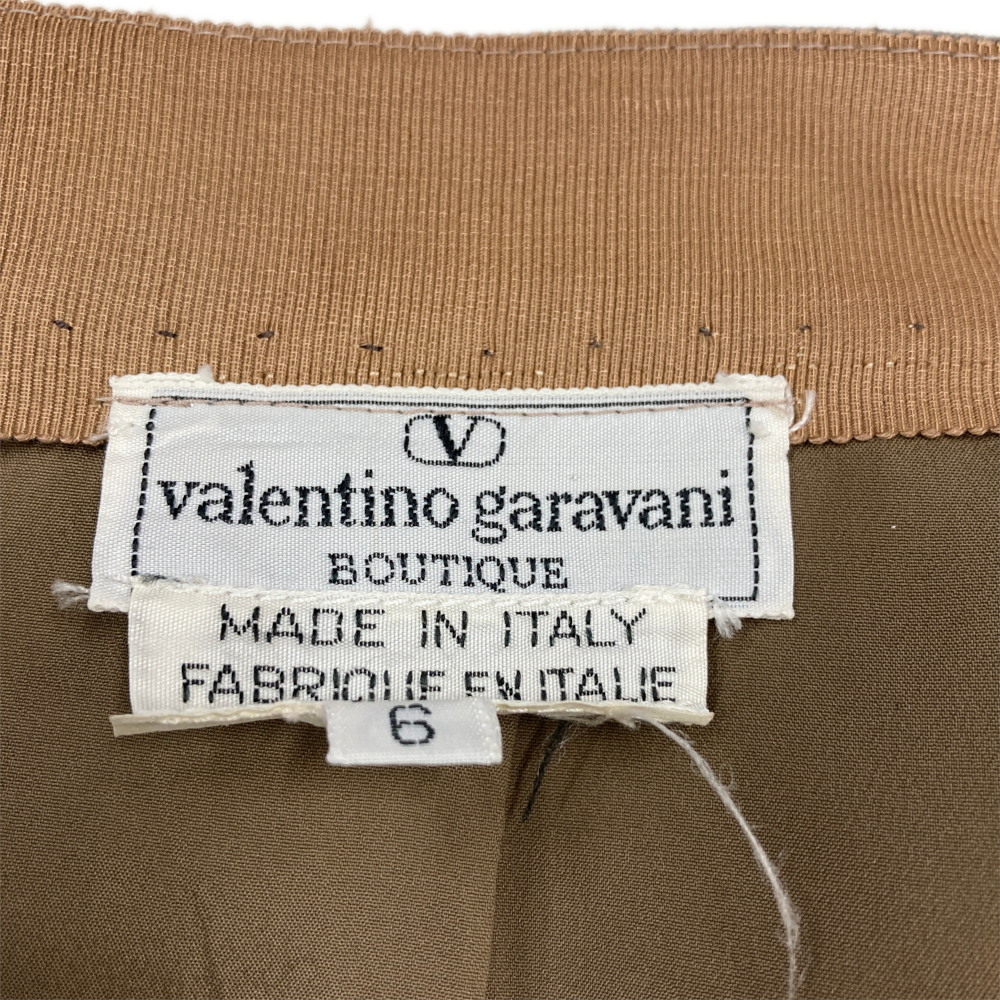 V
valentino garavani
BOUTIQUE
MADE IN ITALY
FABRIQUE EN ITALIE
6